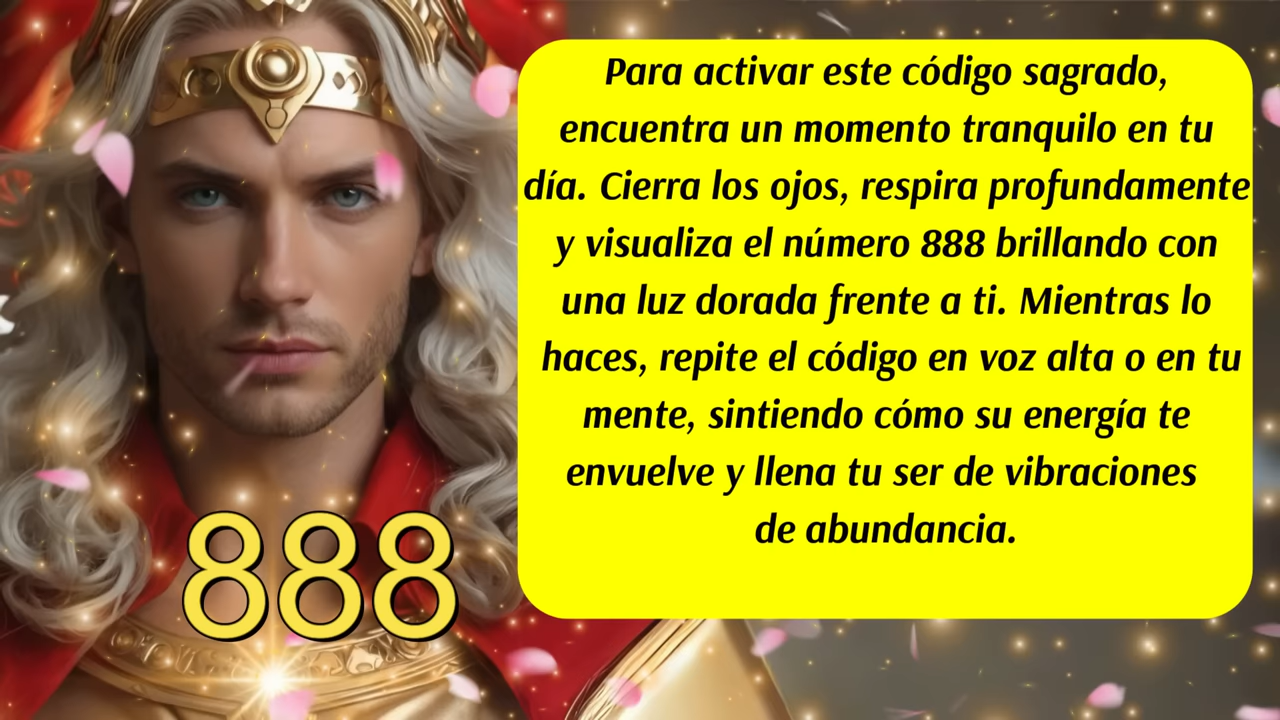 Para activar este código sagrado,
encuentra un momento tranquilo en tu
día. Cierra los ojos, respira profundamente
y visualiza el número 888 brillando con
una luz dorada frente a ti. Mientras lo
haces, repite el código en voz alta o en tu
mente, sintiendo cómo su energía te
envuelve y llena tu ser de vibraciones
de abundancia.
888